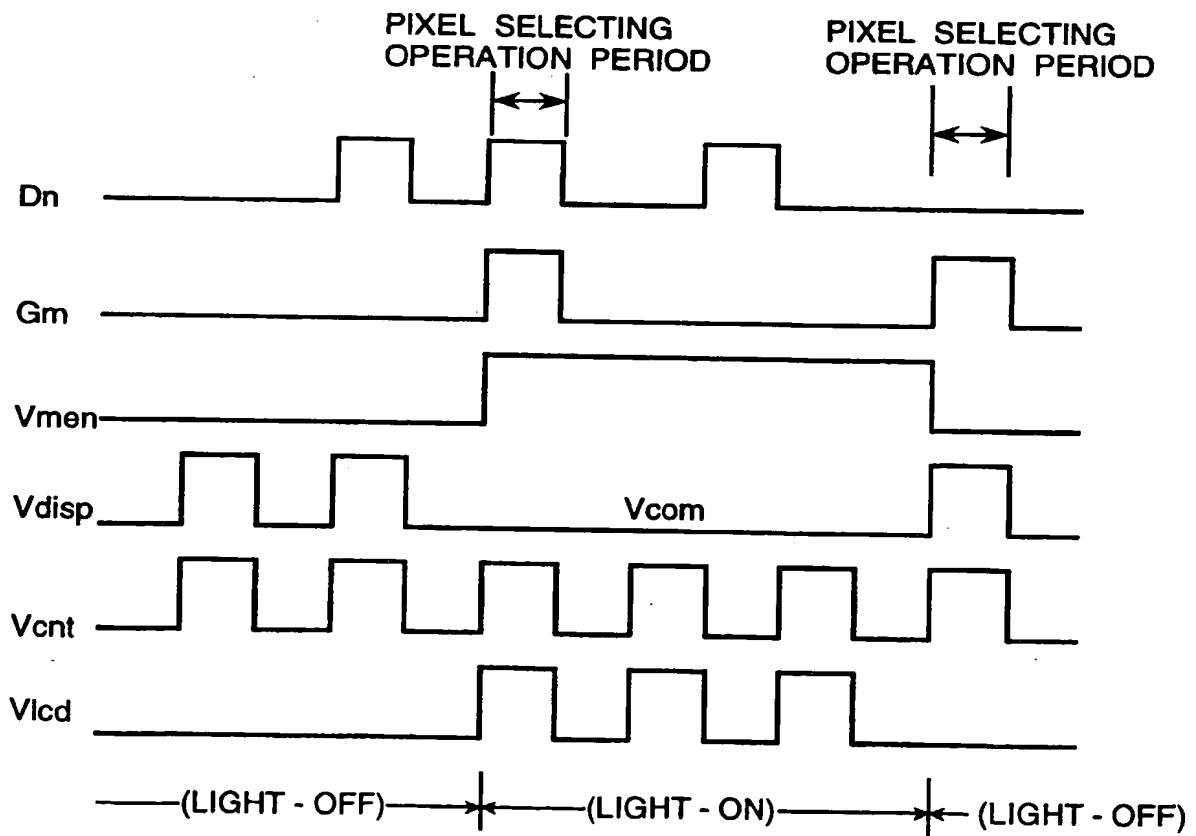 PIXEL SELECTING
OPERATION PERIOD
PIXEL SELECTING
OPERATION PERIOD
Dn
Gm
Vmen
Vdisp
Vcom
Vcnt
Vlcd
(LIGHT - OFF)
(LIGHT - ON)
(LIGHT - OFF)